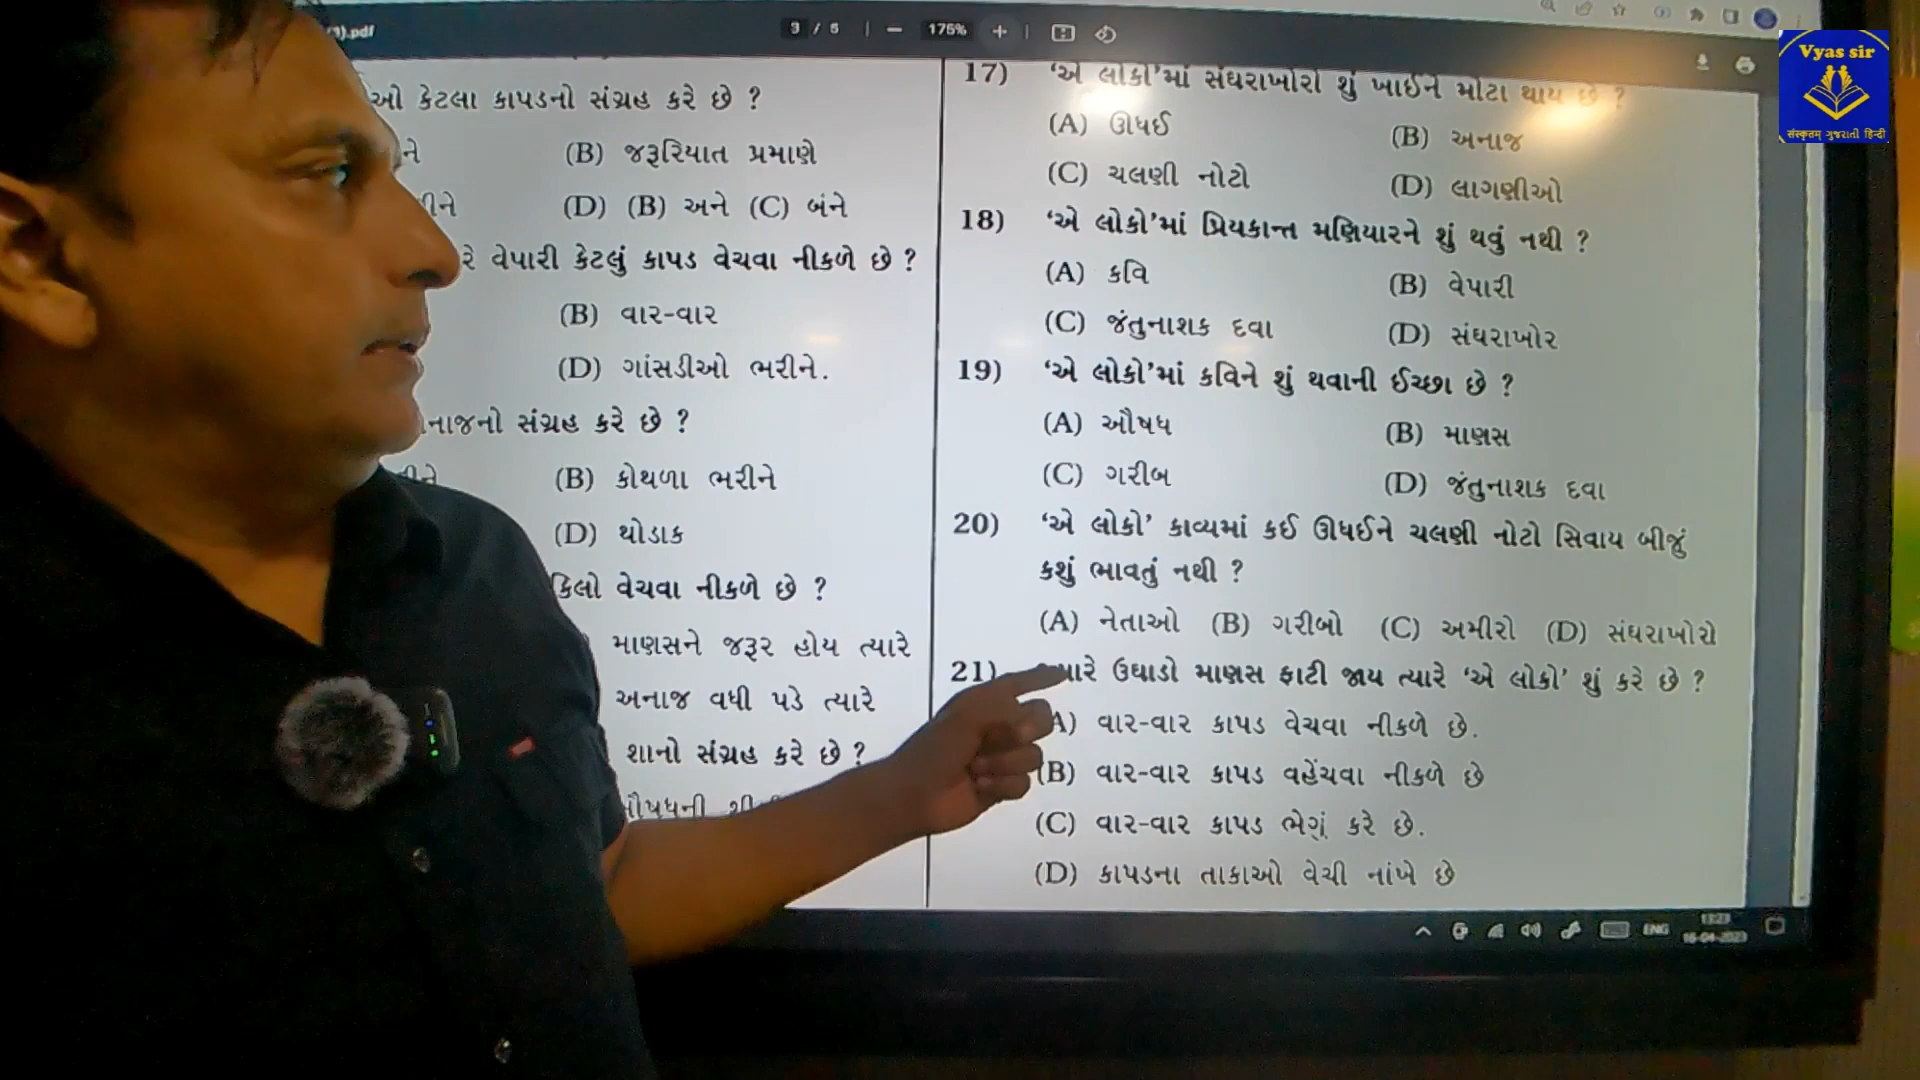 .pdf
3 / 6
175%
Vyas sir
संस्कृतम् ગુજરાતી हिन्दी
ઓ કેટલા કાપડનો સંગ્રહ કરે છે ?
(B) જરૂરિયાત પ્રમાણે
(D) (B) અને (C) બંને
રે વેપારી કેટલું કાપડ વેચવા નીકળે છે ?
(B) વાર-વાર
(D) ગાંસડીઓ ભરીને.
નાજનો સંગ્રહ કરે છે ?
(B) કોથળા ભરીને
(D) થોડાક
કિલો વેચવા નીકળે છે ?
માણસને જરૂર હોય ત્યારે
અનાજ વધી પડે ત્યારે
શાનો સંગ્રહ કરે છે ?
17) ‘એ લોકો’માં સંઘરાખોરો શું ખાઈને મોટા થાય છે ?
(A) ઊધઈ (B) અનાજ
(C) ચલણી નોટો (D) લાગણીઓ
18) ‘એ લોકો’માં પ્રિયકાન્ત મણિયારને શું થવું નથી ?
(A) કવિ (B) વેપારી
(C) જંતુનાશક દવા (D) સંઘરાખોર
19) ‘એ લોકો’માં કવિને શું થવાની ઈચ્છા છે ?
(A) ઔષધ (B) માણસ
(C) ગરીબ (D) જંતુનાશક દવા
20) ‘એ લોકો’ કાવ્યમાં કઈ ઊધઈને ચલણી નોટો સિવાય બીજું
કશું ભાવતું નથી ?
(A) નેતાઓ (B) ગરીબો (C) અમીરો (D) સંઘરાખોરો
21) ઉઘાડો માણસ ફાટી જાય ત્યારે ‘એ લોકો’ શું કરે છે ?
A) વાર-વાર કાપડ વેચવા નીકળે છે.
(B) વાર-વાર કાપડ વહેંચવા નીકળે છે
(C) વાર-વાર કાપડ ભેગું કરે છે.
(D) કાપડના તાકાઓ વેચી નાંખે છે
ENG